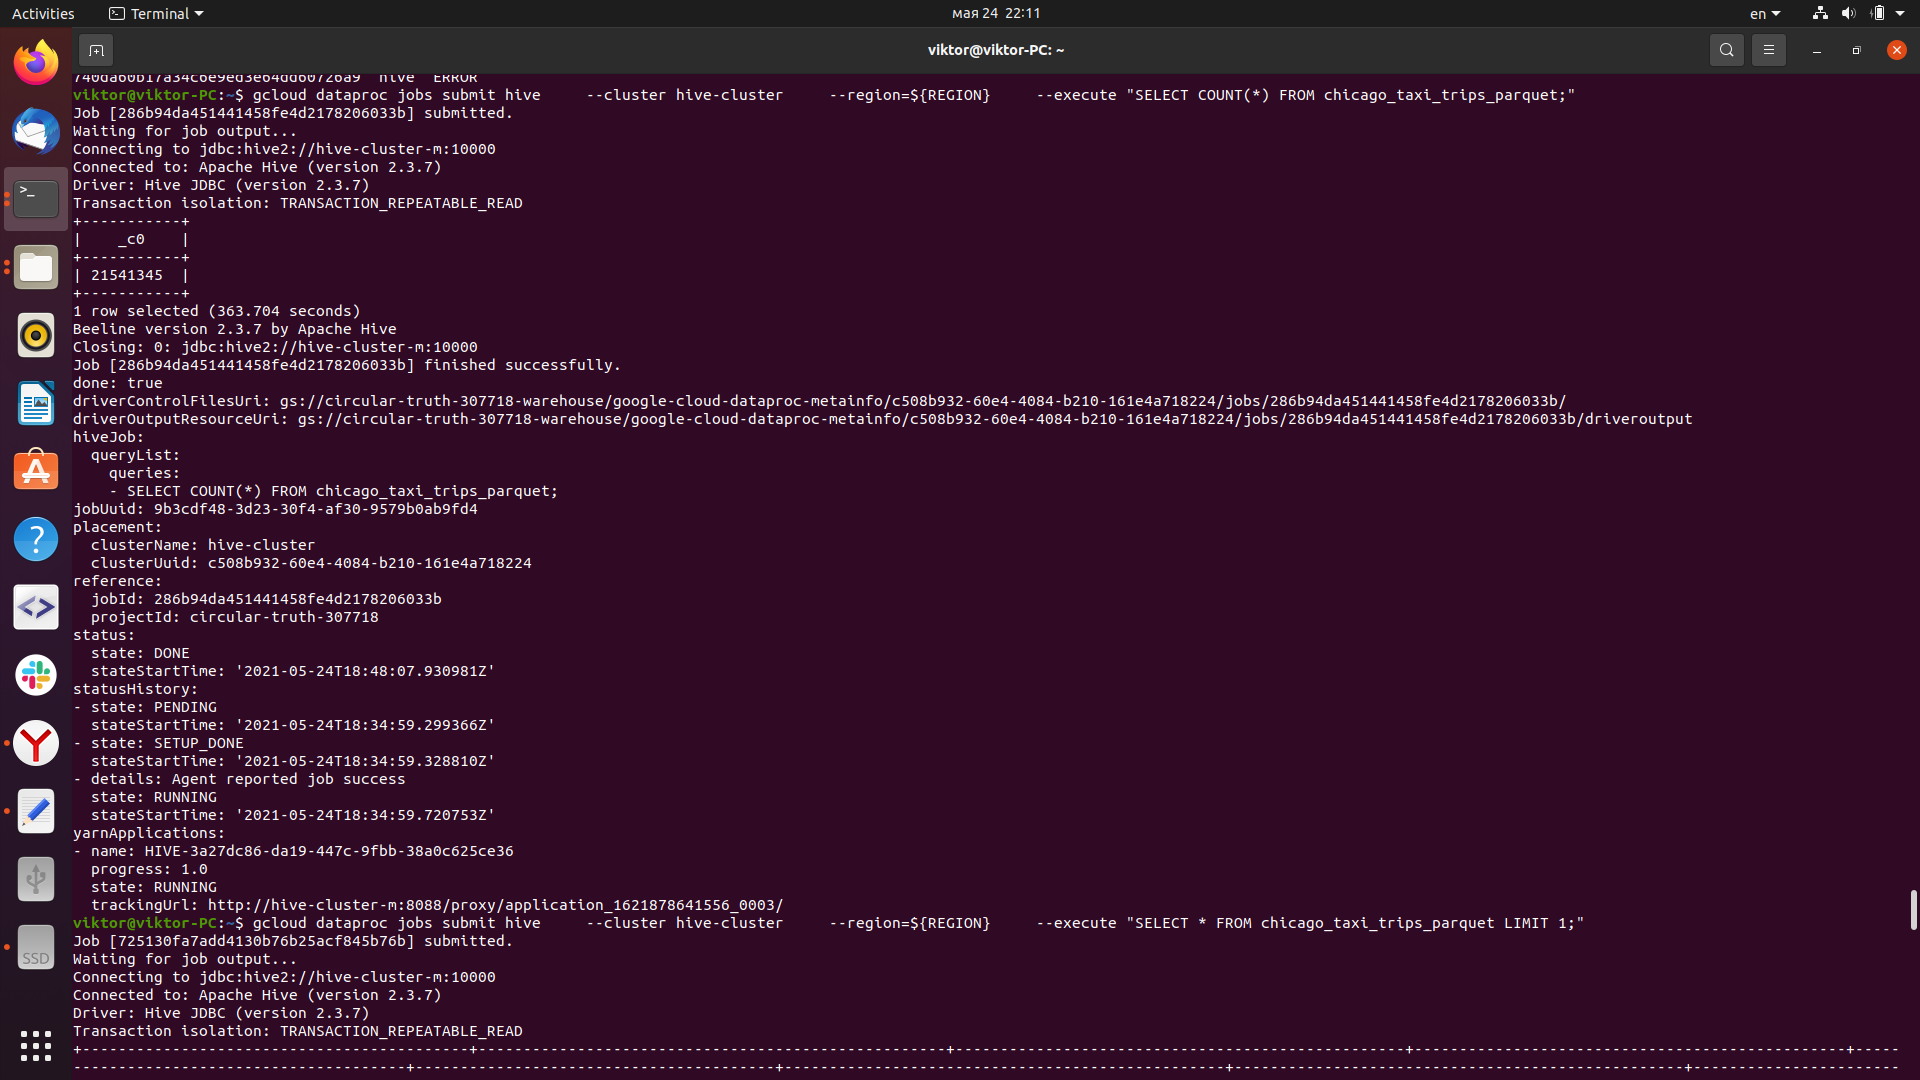 Activities
Terminal
мая 24 22:11
en
viktor@viktor-PC: ~
740da60b17a34c6e9ed3e64dd60726a9 hive ERROR
viktor@viktor-PC:~$ gcloud dataproc jobs submit hive     --cluster hive-cluster     --region=${REGION}     --execute "SELECT COUNT(*) FROM chicago_taxi_trips_parquet;"
Job [286b94da451441458fe4d2178206033b] submitted.
Waiting for job output...
Connecting to jdbc:hive2://hive-cluster-m:10000
Connected to: Apache Hive (version 2.3.7)
Driver: Hive JDBC (version 2.3.7)
Transaction isolation: TRANSACTION_REPEATABLE_READ
+-----------+
|    _c0    |
+-----------+
| 21541345  |
+-----------+
1 row selected (363.704 seconds)
Beeline version 2.3.7 by Apache Hive
Closing: 0: jdbc:hive2://hive-cluster-m:10000
Job [286b94da451441458fe4d2178206033b] finished successfully.
done: true
driverControlFilesUri: gs://circular-truth-307718-warehouse/google-cloud-dataproc-metainfo/c508b932-60e4-4084-b210-161e4a718224/jobs/286b94da451441458fe4d2178206033b/
driverOutputResourceUri: gs://circular-truth-307718-warehouse/google-cloud-dataproc-metainfo/c508b932-60e4-4084-b210-161e4a718224/jobs/286b94da451441458fe4d2178206033b/driveroutput
hiveJob:
  queryList:
    queries:
    - SELECT COUNT(*) FROM chicago_taxi_trips_parquet;
jobUuid: 9b3cdf48-3d23-30f4-af30-9579b0ab9fd4
placement:
  clusterName: hive-cluster
  clusterUuid: c508b932-60e4-4084-b210-161e4a718224
reference:
  jobId: 286b94da451441458fe4d2178206033b
  projectId: circular-truth-307718
status:
  state: DONE
  stateStartTime: '2021-05-24T18:48:07.930981Z'
statusHistory:
- state: PENDING
  stateStartTime: '2021-05-24T18:34:59.299366Z'
- state: SETUP_DONE
  stateStartTime: '2021-05-24T18:34:59.328810Z'
- details: Agent reported job success
  state: RUNNING
  stateStartTime: '2021-05-24T18:34:59.720753Z'
yarnApplications:
- name: HIVE-3a27dc86-da19-447c-9fbb-38a0c625ce36
  progress: 1.0
  state: RUNNING
  trackingUrl: http://hive-cluster-m:8088/proxy/application_1621878641556_0003/
viktor@viktor-PC:~$ gcloud dataproc jobs submit hive     --cluster hive-cluster     --region=${REGION}     --execute "SELECT * FROM chicago_taxi_trips_parquet LIMIT 1;"
Job [725130fa7add4130b76b25acf845b76b] submitted.
Waiting for job output...
Connecting to jdbc:hive2://hive-cluster-m:10000
Connected to: Apache Hive (version 2.3.7)
Driver: Hive JDBC (version 2.3.7)
Transaction isolation: TRANSACTION_REPEATABLE_READ
SSD